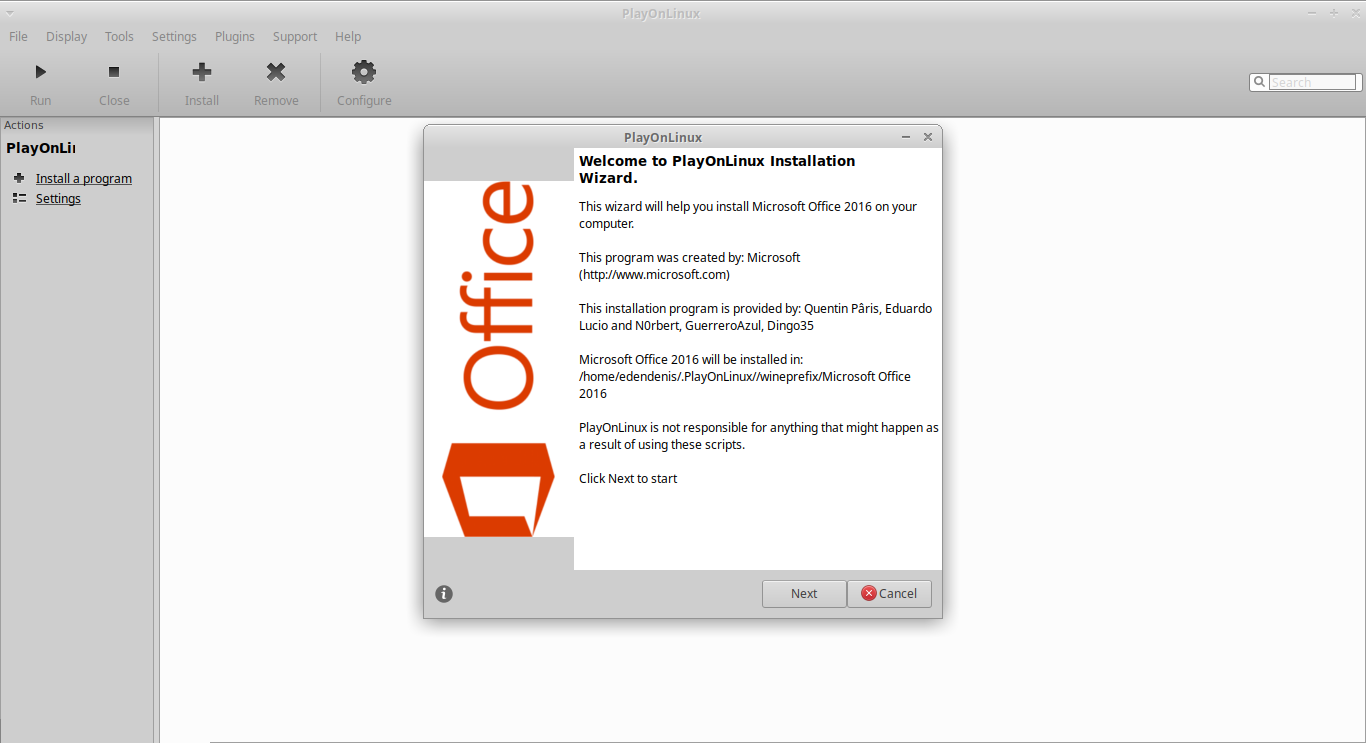 PlayOnLinux
File Display Tools Settings Plugins Support Help
Run Close Install Remove Configure
Search
Actions
PlayOnLi
Install a program
Settings
PlayOnLinux
Office
Welcome to PlayOnLinux Installation
Wizard.
This wizard will help you install Microsoft Office 2016 on your
computer.
This program was created by: Microsoft
(http://www.microsoft.com)
This installation program is provided by: Quentin Pâris, Eduardo
Lucio and N0rbert, GuerreroAzul, Dingo35
Microsoft Office 2016 will be installed in:
/home/edendenis/.PlayOnLinux//wineprefix/Microsoft Office
2016
PlayOnLinux is not responsible for anything that might happen as
a result of using these scripts.
Click Next to start
Next Cancel